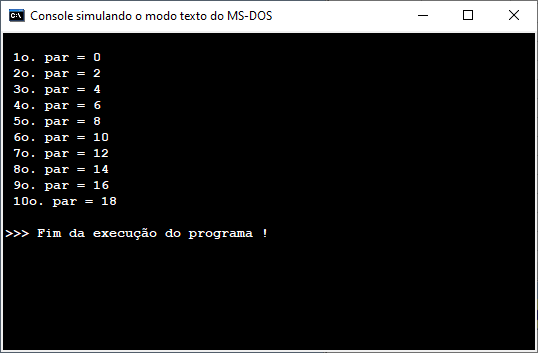 Console simulando o modo texto do MS-DOS
1o. par = 0
2o. par = 2
3o. par = 4
4o. par = 6
5o. par = 8
6o. par = 10
7o. par = 12
8o. par = 14
9o. par = 16
10o. par = 18
>>> Fim da execução do programa !